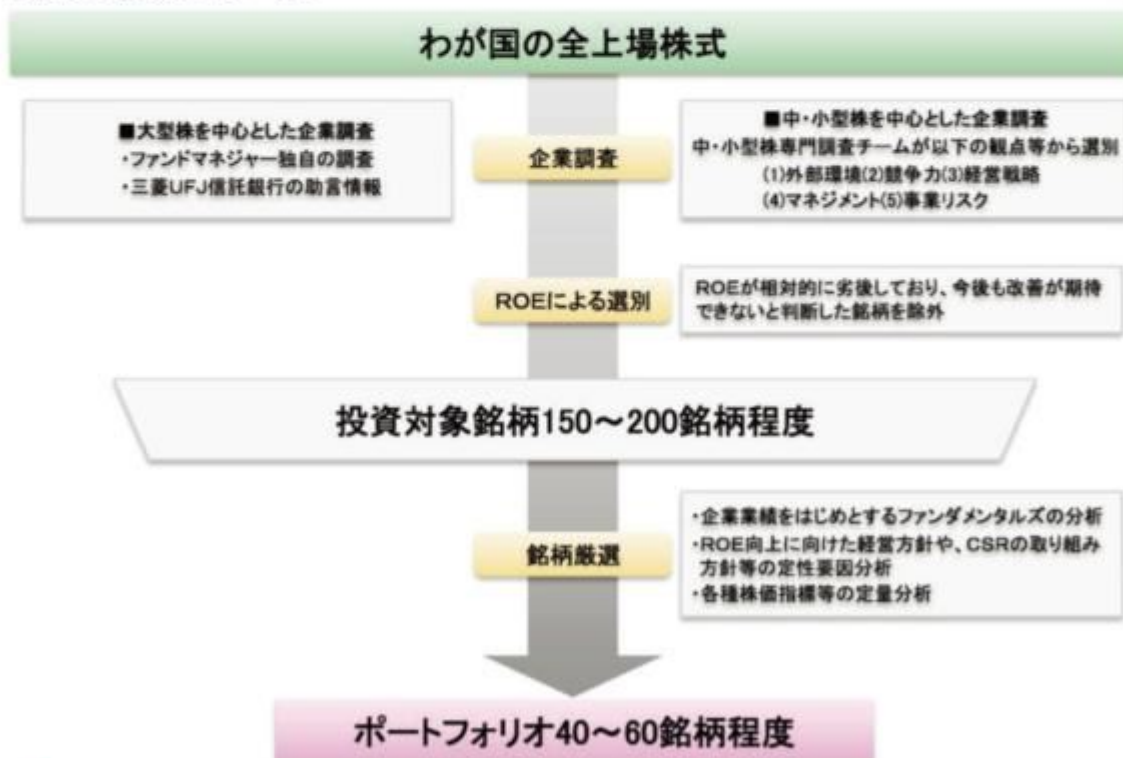 わが国の全上場株式
■大型株を中心とした企業調査
・ファンドマネジャー独自の調査
・三菱UFJ信託銀行の助言情報
企業調査
■中・小型株を中心とした企業調査
中・小型株専門調査チームが以下の観点等から選別
(1)外部環境(2)競争力(3)経営戦略
(4)マネジメント(5)事業リスク
ROEによる選別
ROEが相対的に劣後しており、今後も改善が期待
できないと判断した銘柄を除外
投資対象銘柄150～200銘柄程度
銘柄厳選
・企業業績をはじめとするファンダメンタルズの分析
・ROE向上に向けた経営方針や、CSRの取り組み
方針等の定性要因分析
・各種株価指標等の定量分析
ポートフォリオ40～60銘柄程度